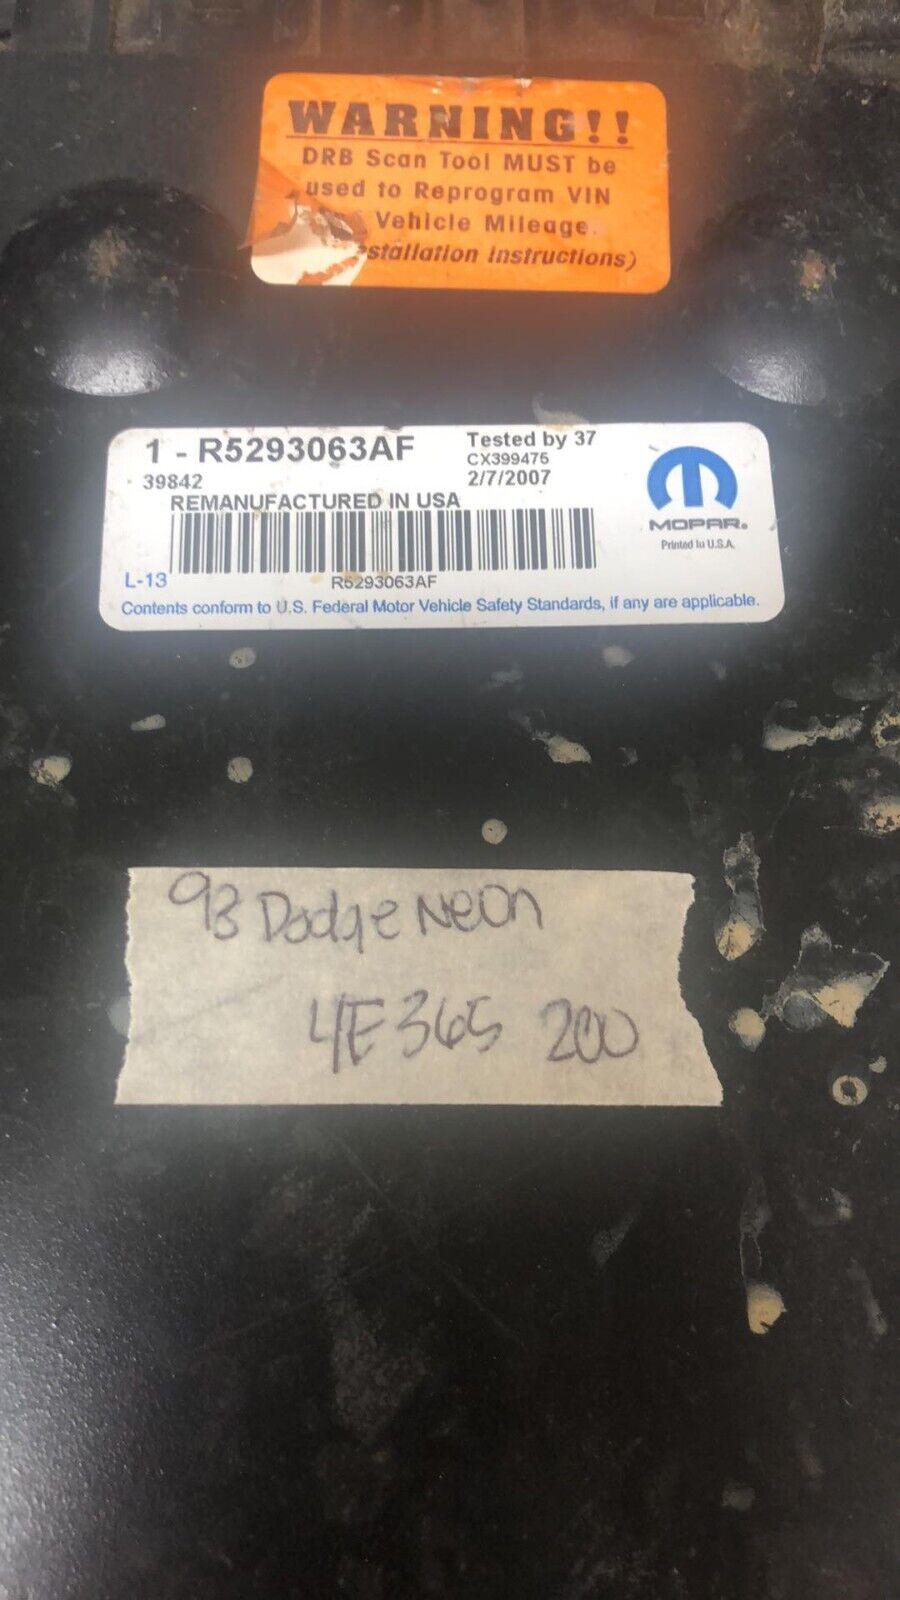 WARNING!!
DRB Scan Tool MUST be
used to Reprogram VIN
Vehicle Mileage.
stallation Instructions)
1 - R5293063AF
Tested by 37
39842
CX399475
2/7/2007
REMANUFACTURED IN USA
MOPAR®
Printed In U.S.A.
L-13
R5293063AF
Contents conform to U.S. Federal Motor Vehicle Safety Standards, if any are applicable.
93 Dodge Neon
4E365 200